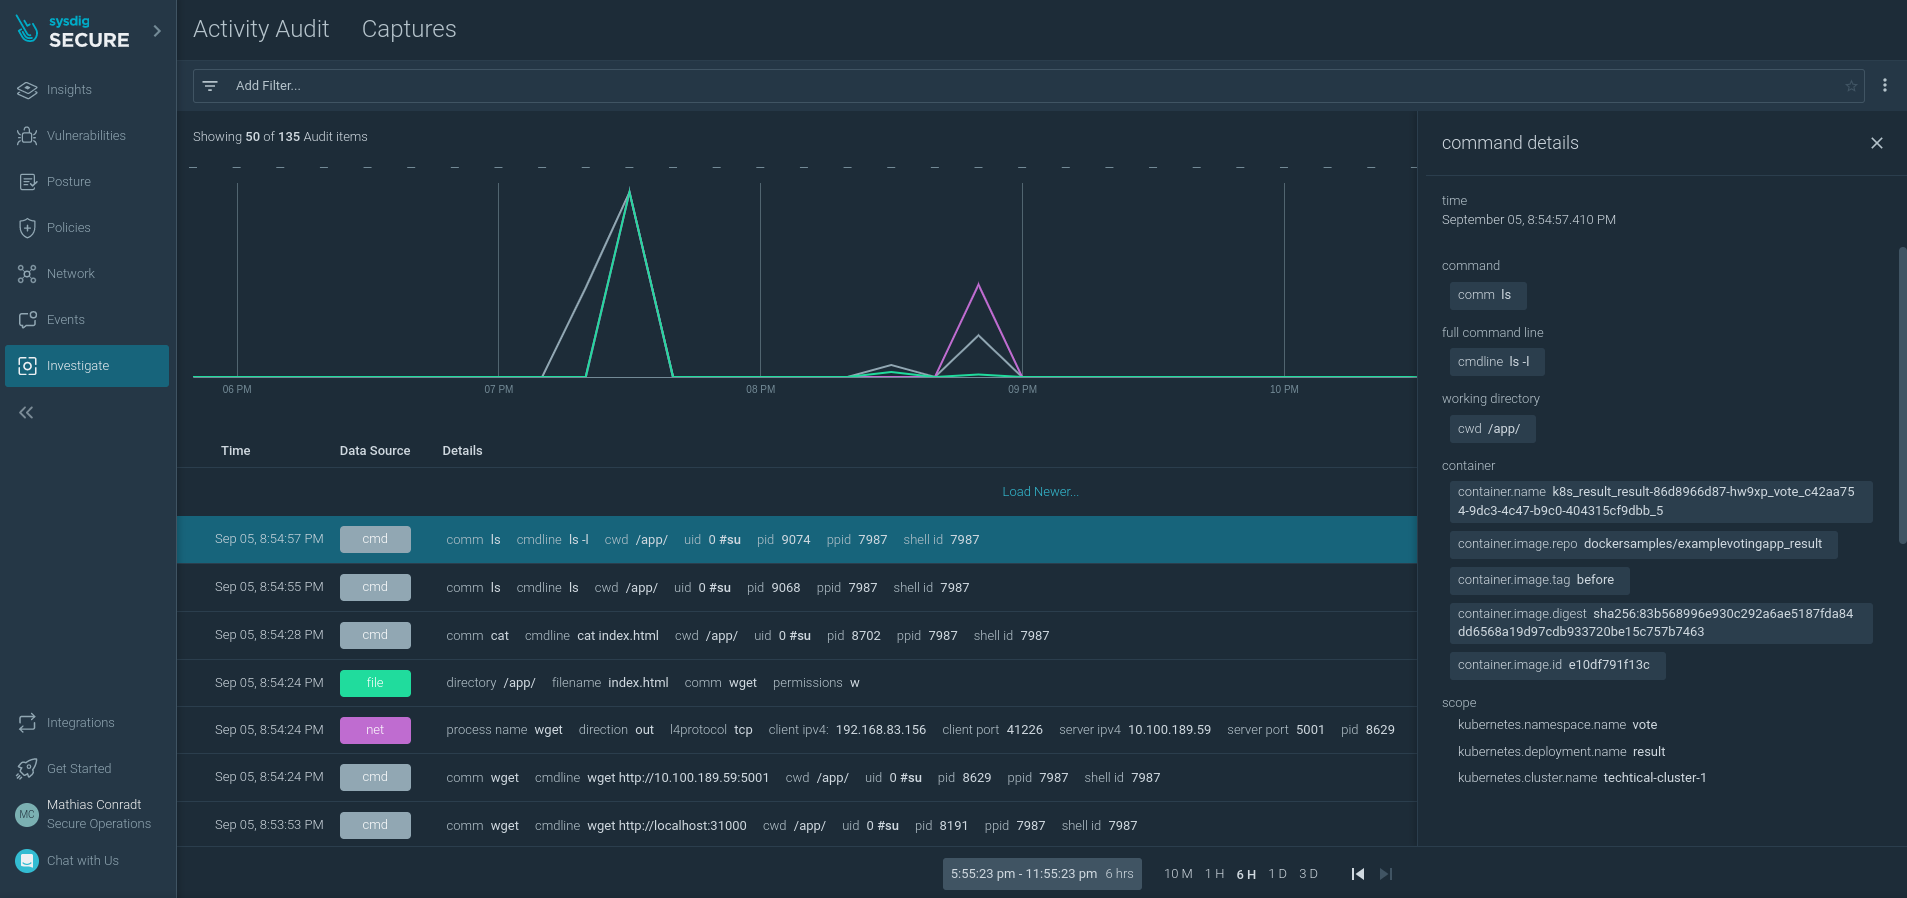 sysdig
SECURE
Insights
Vulnerabilities
Posture
Policies
Network
Events
Investigate
Integrations
Get Started
MC
Mathias Conradt
Secure Operations
Chat with Us
Activity Audit Captures
Add Filter...
Showing 50 of 135 Audit items
06 PM 07 PM 08 PM 09 PM 10 PM
Time Data Source Details
Load Newer...
Sep 05, 8:54:57 PM cmd comm ls cmdline ls -l cwd /app/ uid 0 #su pid 9074 ppid 7987 shell id 7987
Sep 05, 8:54:55 PM cmd comm ls cmdline ls cwd /app/ uid 0 #su pid 9068 ppid 7987 shell id 7987
Sep 05, 8:54:28 PM cmd comm cat cmdline cat index.html cwd /app/ uid 0 #su pid 8702 ppid 7987 shell id 7987
Sep 05, 8:54:24 PM file directory /app/ filename index.html comm wget permissions w
Sep 05, 8:54:24 PM net process name wget direction out l4protocol tcp client ipv4: 192.168.83.156 client port 41226 server ipv4 10.100.189.59 server port 5001 pid 8629
Sep 05, 8:54:24 PM cmd comm wget cmdline wget http://10.100.189.59:5001 cwd /app/ uid 0 #su pid 8629 ppid 7987 shell id 7987
Sep 05, 8:53:53 PM cmd comm wget cmdline wget http://localhost:31000 cwd /app/ uid 0 #su pid 8191 ppid 7987 shell id 7987
5:55:23 pm - 11:55:23 pm 6 hrs 10 M 1 H 6 H 1 D 3 D
command details
time
September 05, 8:54:57.410 PM
command
comm ls
full command line
cmdline ls -l
working directory
cwd /app/
container
container.name k8s_result_result-86d8966d87-hw9xp_vote_c42aa75
4-9dc3-4c47-b9c0-404315cf9dbb_5
container.image.repo dockersamples/examplevotingapp_result
container.image.tag before
container.image.digest sha256:83b568996e930c292a6ae5187fda84
dd6568a19d97cdb933720be15c757b7463
container.image.id e10df791f13c
scope
kubernetes.namespace.name vote
kubernetes.deployment.name result
kubernetes.cluster.name techtical-cluster-1